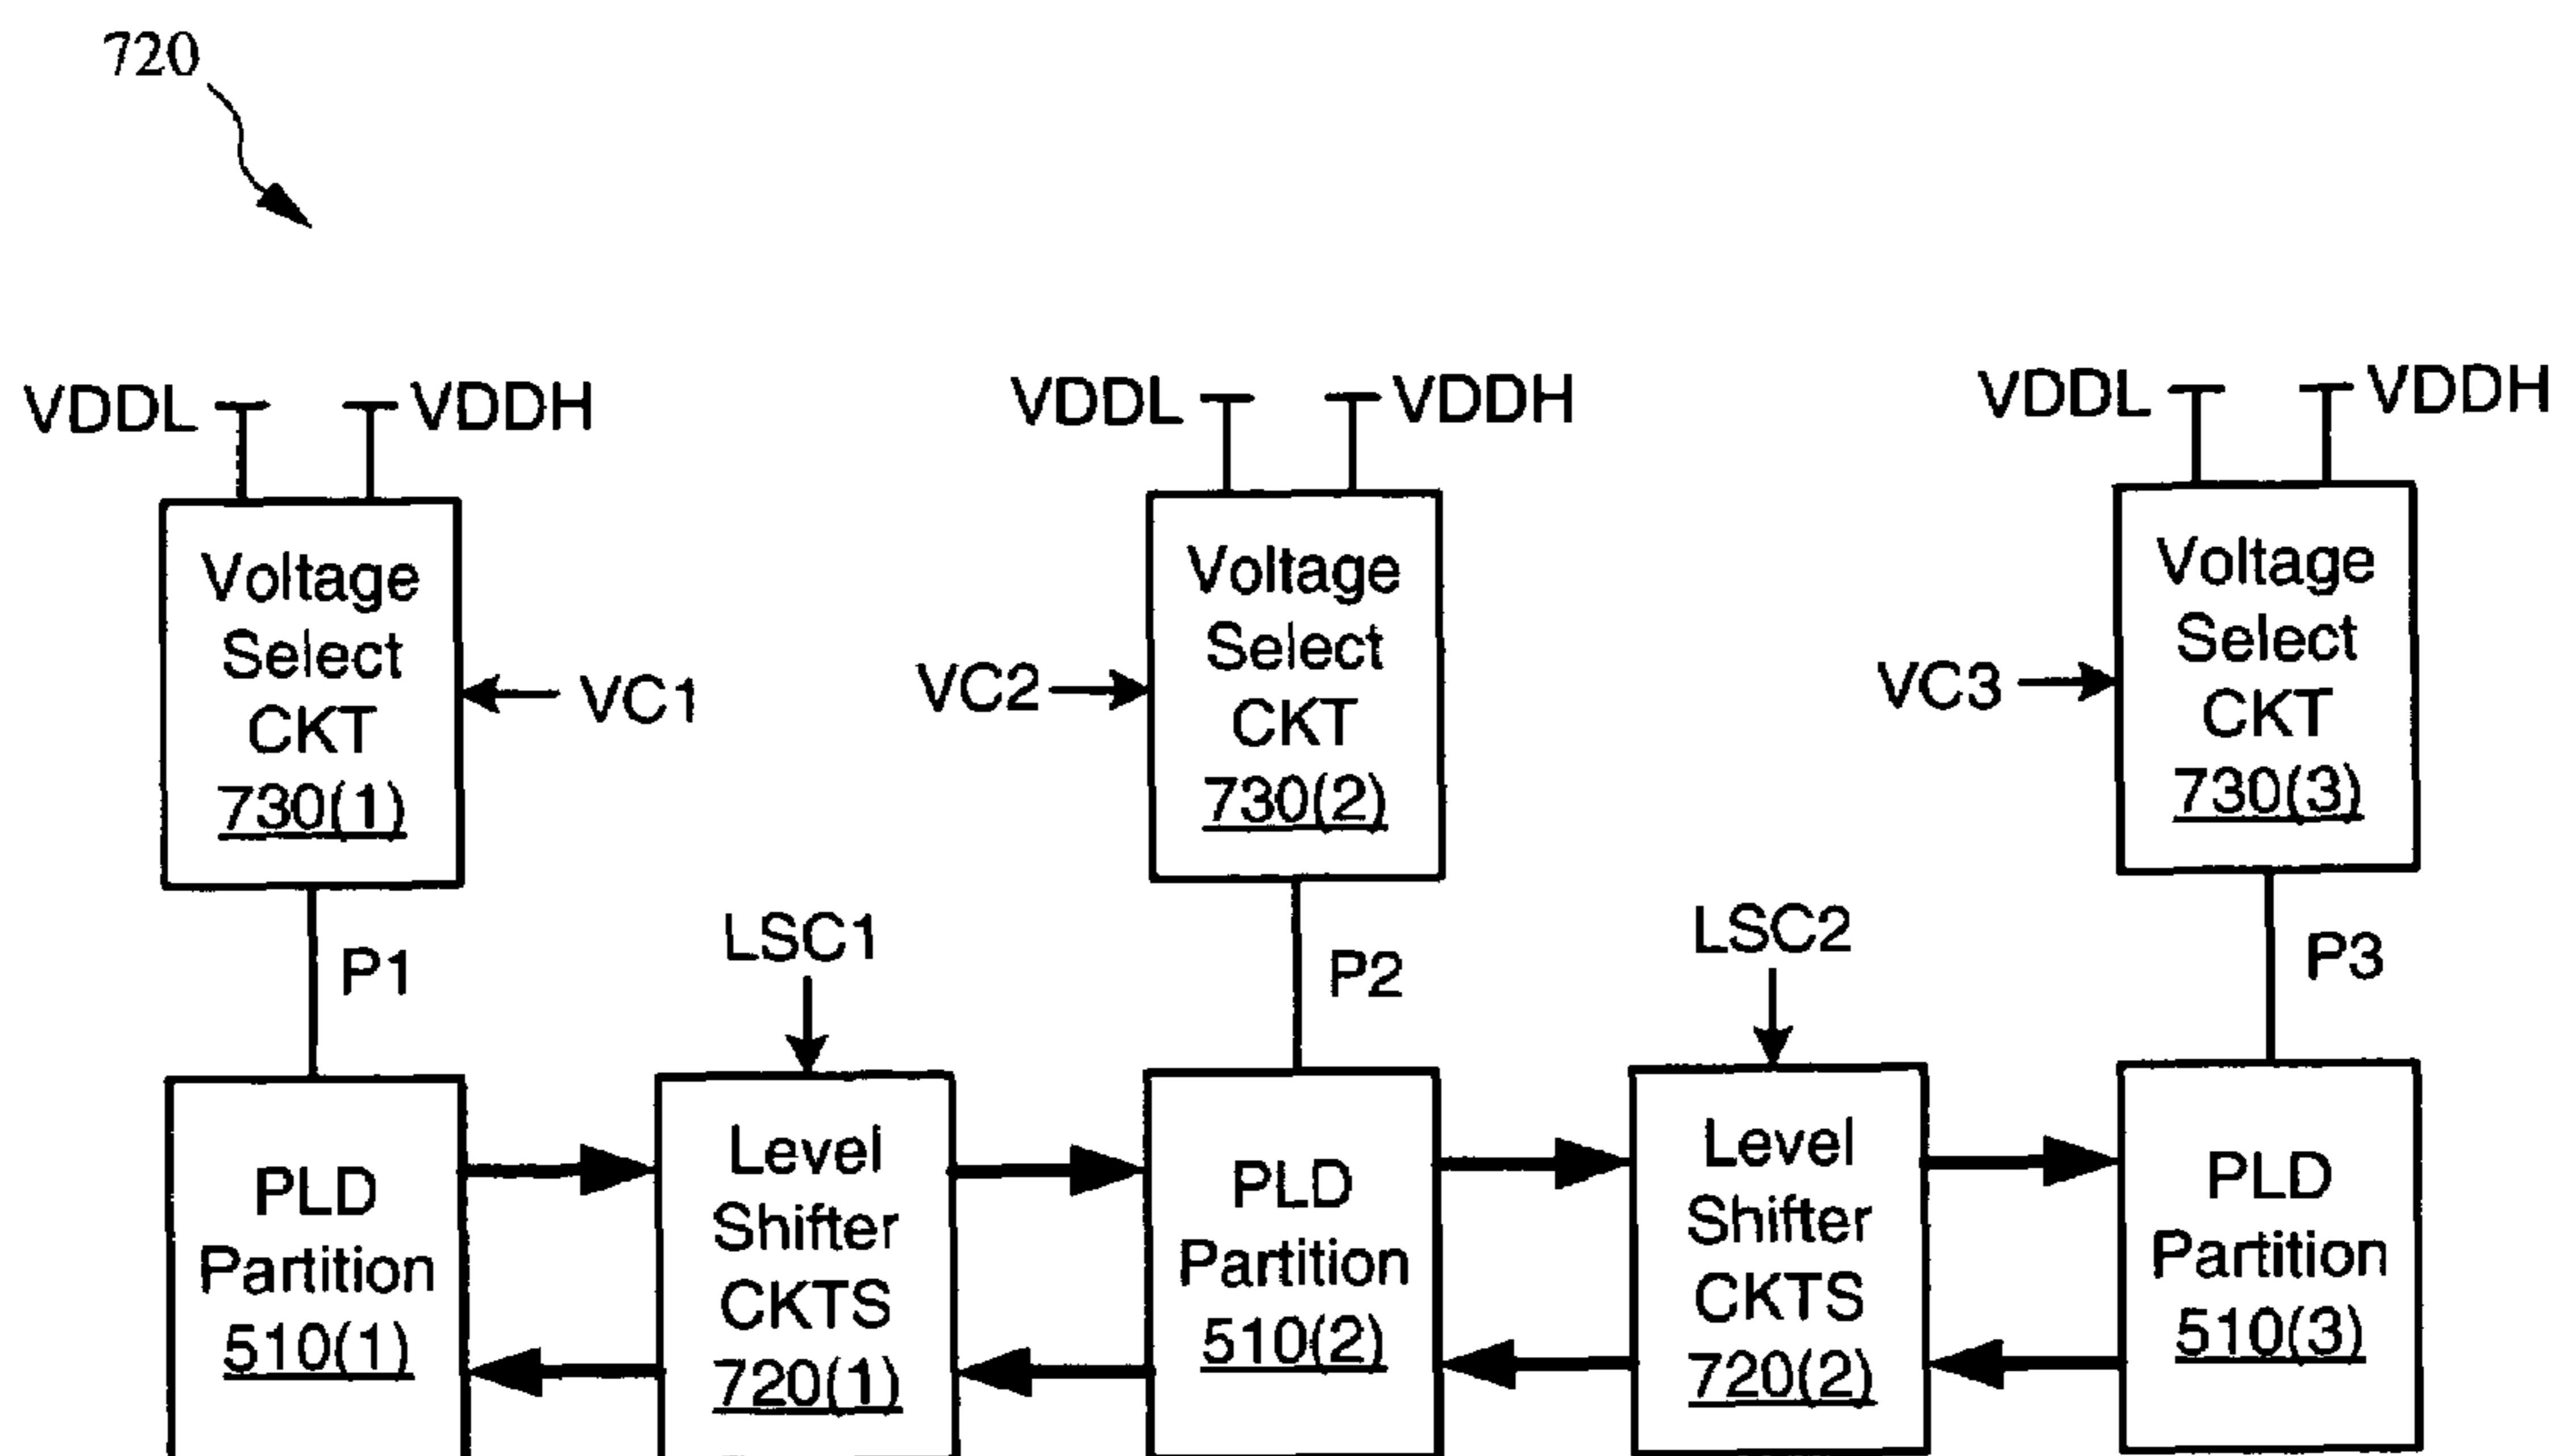 720
VDDL VDDH
VDDL VDDH
VDDL VDDH
Voltage
Select
CKT
730(1)
VC1
VC2
Voltage
Select
CKT
730(2)
VC3
Voltage
Select
CKT
730(3)
P1
LSC1
P2
LSC2
P3
PLD
Partition
510(1)
Level
Shifter
CKTS
720(1)
PLD
Partition
510(2)
Level
Shifter
CKTS
720(2)
PLD
Partition
510(3)